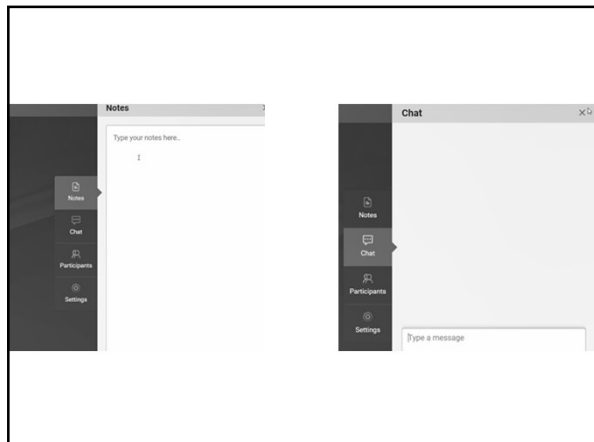 Notes
Type your notes here..
Notes
Chat
Participants
Settings
Chat
Notes
Chat
Participants
Settings
Type a message